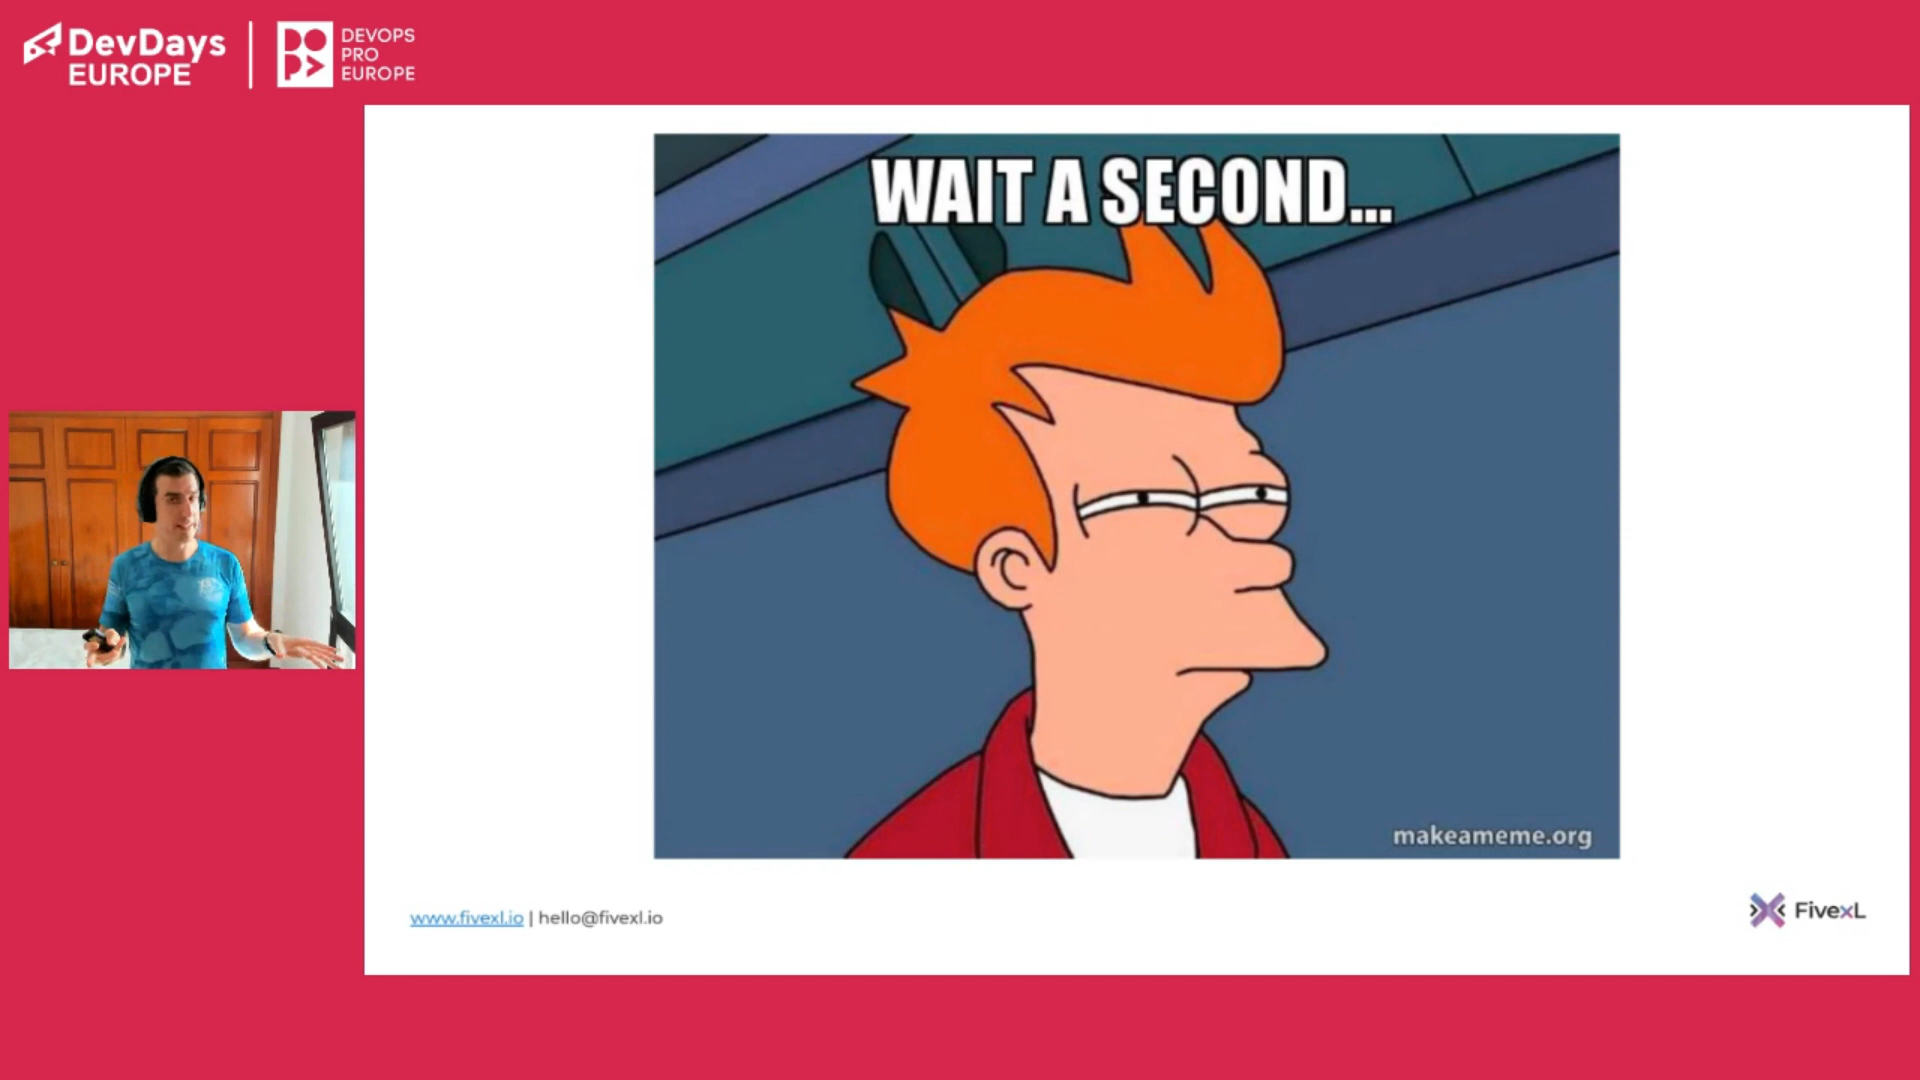 DevDays
EUROPE
DEVOPS
PRO
EUROPE
WAIT A SECOND...
makeameme.org
www.fivexl.io | hello@fivexl.io
FivexL